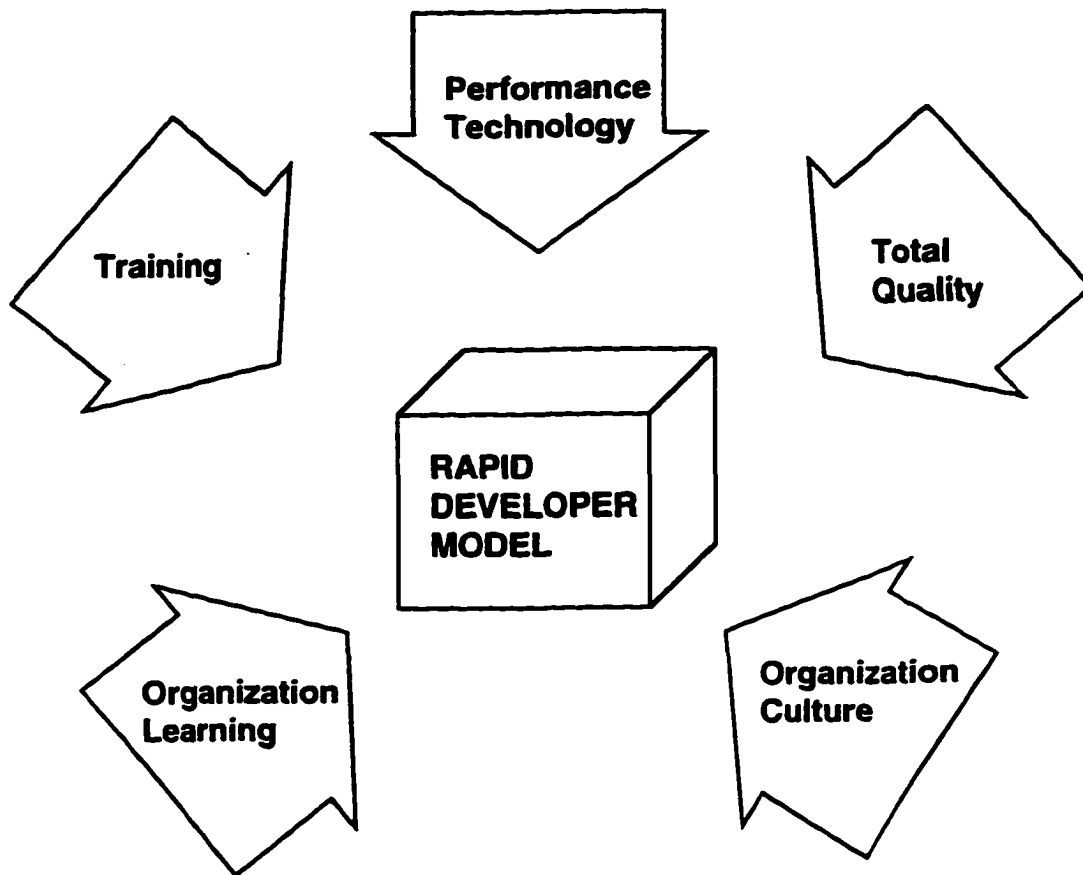 Performance
Technology
Training
Total
Quality
RAPID
DEVELOPER
MODEL
Organization
Learning
Organization
Culture